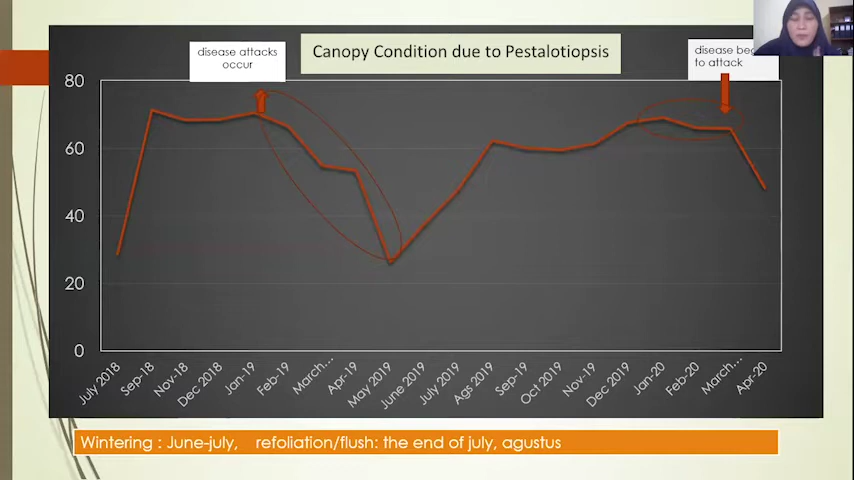 disease attacks
occur
Canopy Condition due to Pestalotiopsis
disease
to attack
80
60
40
20
0
July 2018
Sep-18
Nov-18
Dec 2018
Jan-19
Feb-19
March...
Apr-19
May 2019
June 2019
July 2019
Ags 2019
Sep-19
Oct 2019
Nov-19
Dec 2019
Jan-20
Feb-20
March...
Apr-20
Wintering : June-july, refoliation/flush: the end of july, agustus